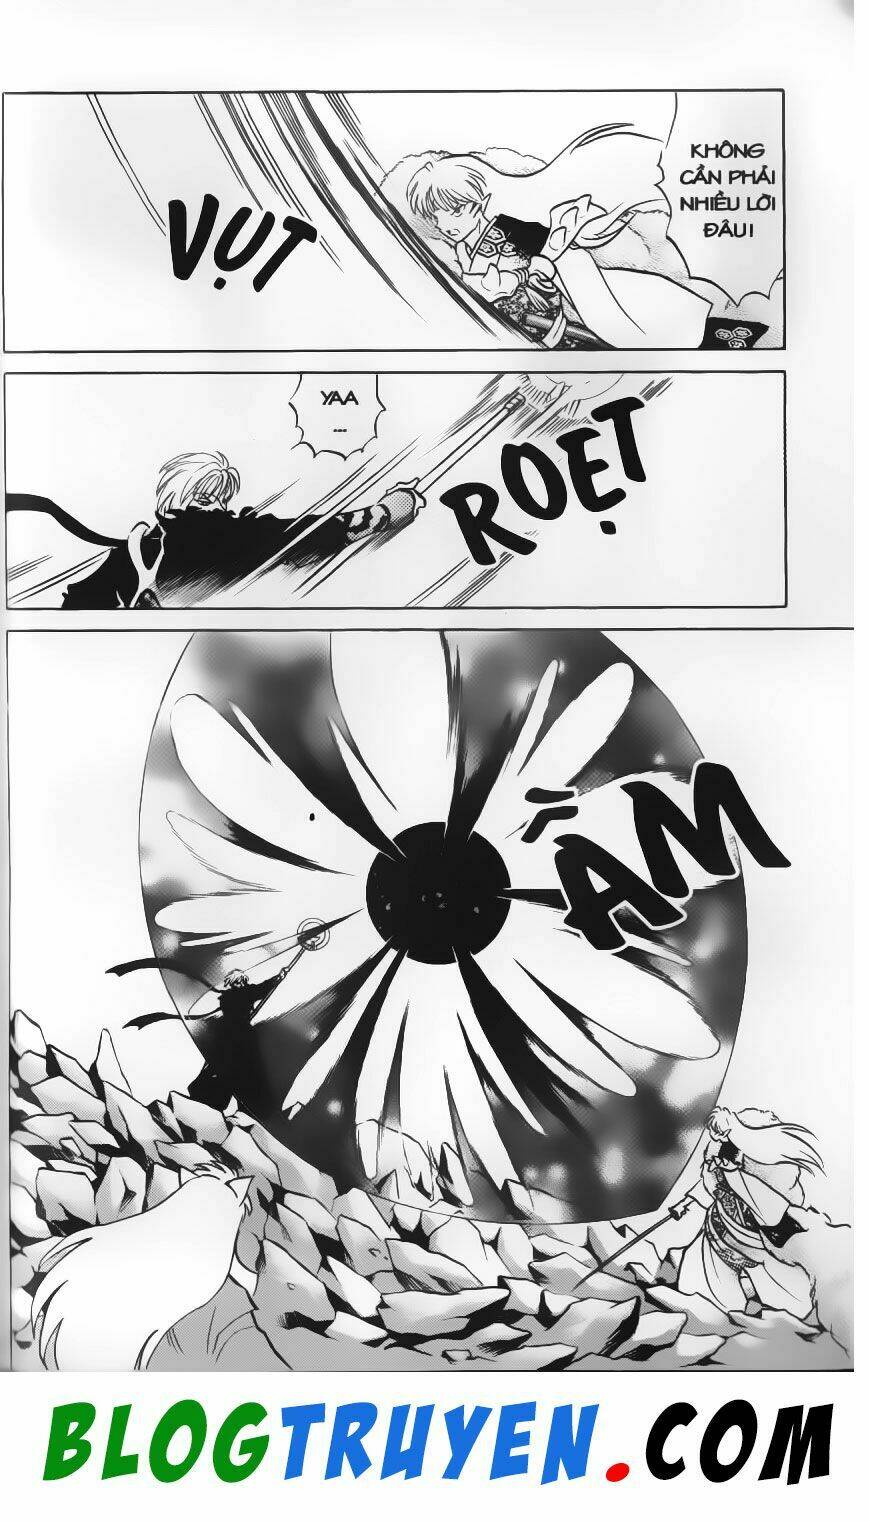 KHÔNG
CẦN PHẢI
NHIỀU LỜI
ĐÂU!
VỤT
YAA
...
ROẸT
ẦM
BLOGTRUYEN.COM